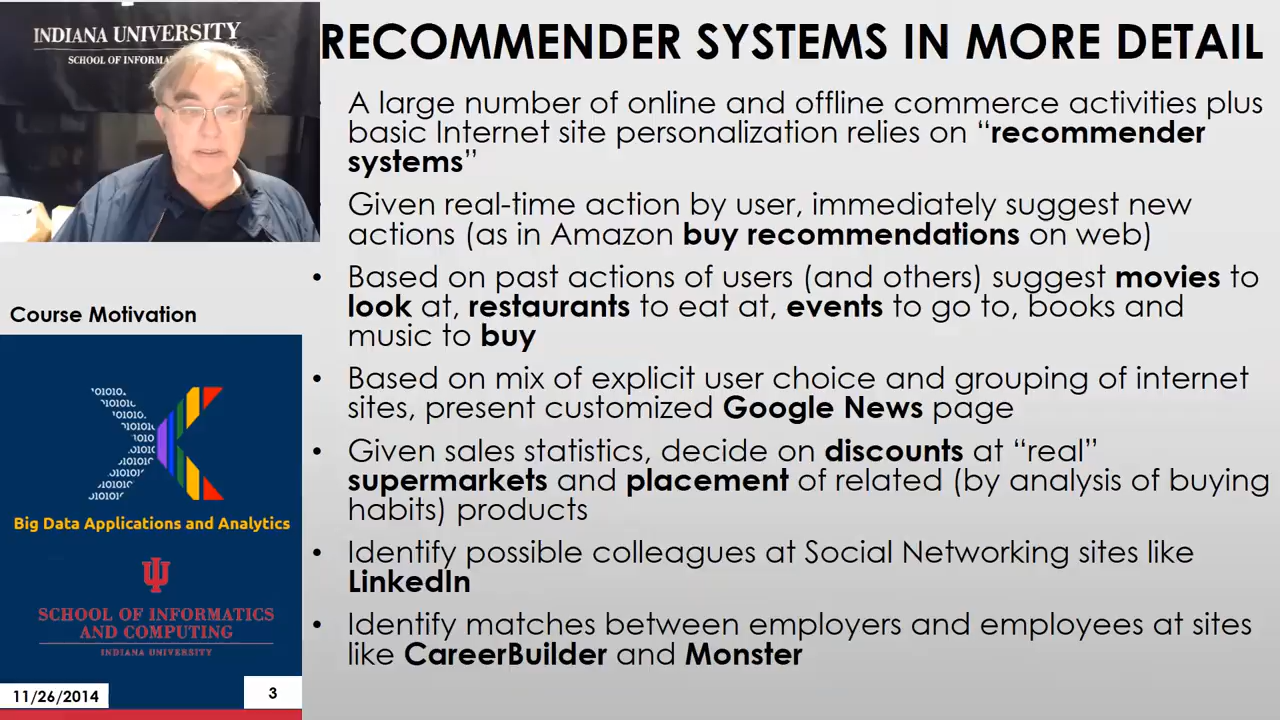 INDIANA UNIVERSITY
SCHOOL OF INFORMA
RECOMMENDER SYSTEMS IN MORE DETAIL
• A large number of online and offline commerce activities plus
basic Internet site personalization relies on “recommender
systems”
Given real-time action by user, immediately suggest new
actions (as in Amazon buy recommendations on web)
• Based on past actions of users (and others) suggest movies to
look at, restaurants to eat at, events to go to, books and
music to buy
• Based on mix of explicit user choice and grouping of internet
sites, present customized Google News page
• Given sales statistics, decide on discounts at “real”
supermarkets and placement of related (by analysis of buying
habits) products
• Identify possible colleagues at Social Networking sites like
LinkedIn
• Identify matches between employers and employees at sites
like CareerBuilder and Monster
Course Motivation
Big Data Applications and Analytics
SCHOOL OF INFORMATICS
AND COMPUTING
INDIANA UNIVERSITY
11/26/2014
3